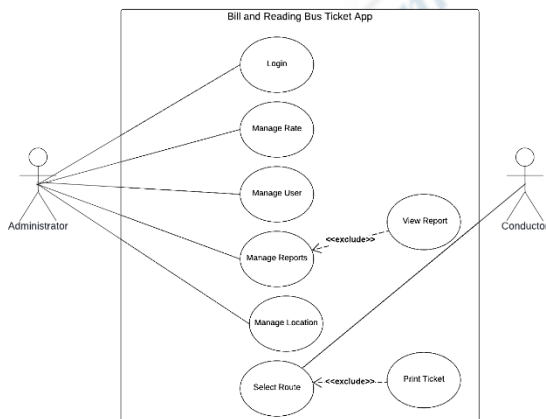 Bill and Reading Bus Ticket App
Login
Manage Rate
Manage User
View Report
<<exclude>>
Manage Reports
Manage Location
Select Route
<<exclude>>
Print Ticket
Administrator
Conductor